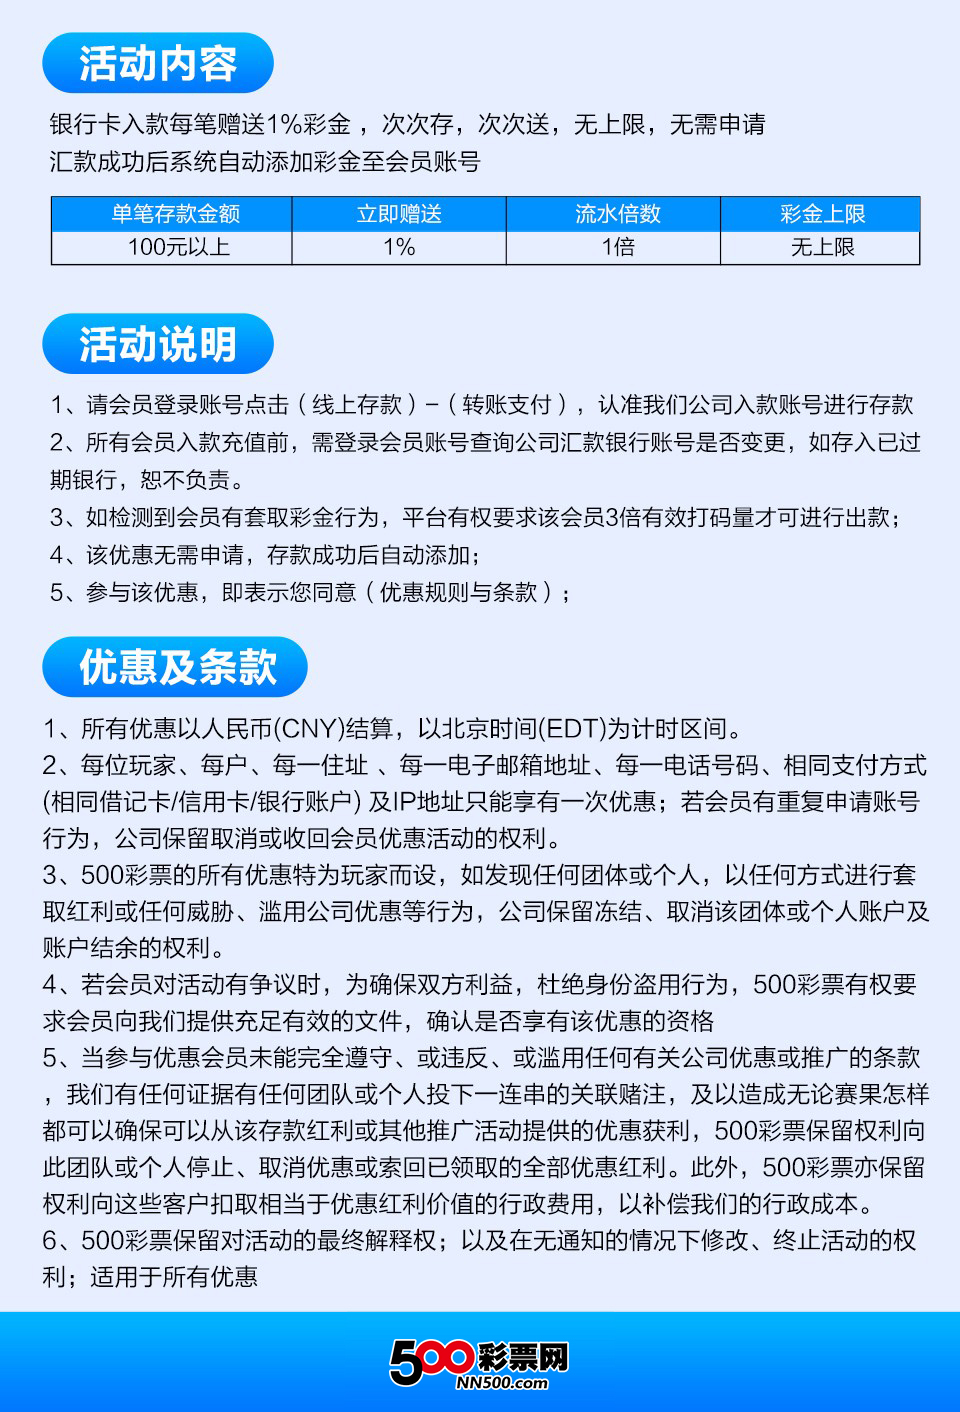 活动内容
银行卡入款每笔赠送1%彩金 ，次次存，次次送，无上限，无需申请
汇款成功后系统自动添加彩金至会员账号
单笔存款金额 立即赠送 流水倍数 彩金上限
100元以上 1% 1倍 无上限
活动说明
1、请会员登录账号点击（线上存款）-（转账支付），认准我们公司入款账号进行存款
2、所有会员入款充值前，需登录会员账号查询公司汇款银行账号是否变更，如存入已过
期银行，恕不负责。
3、如检测到会员有套取彩金行为，平台有权要求该会员3倍有效打码量才可进行出款；
4、该优惠无需申请，存款成功后自动添加；
5、参与该优惠，即表示您同意（优惠规则与条款）；
优惠及条款
1、所有优惠以人民币(CNY)结算，以北京时间(EDT)为计时区间。
2、每位玩家、每户、每一住址 、每一电子邮箱地址、每一电话号码、相同支付方式
(相同借记卡/信用卡/银行账户) 及IP地址只能享有一次优惠；若会员有重复申请账号
行为，公司保留取消或收回会员优惠活动的权利。
3、500彩票的所有优惠特为玩家而设，如发现任何团体或个人，以任何方式进行套
取红利或任何威胁、滥用公司优惠等行为，公司保留冻结、取消该团体或个人账户及
账户结余的权利。
4、若会员对活动有争议时，为确保双方利益，杜绝身份盗用行为，500彩票有权要
求会员向我们提供充足有效的文件，确认是否享有该优惠的资格
5、当参与优惠会员未能完全遵守、或违反、或滥用任何有关公司优惠或推广的条款
，我们有任何证据有任何团队或个人投下一连串的关联赌注，及以造成无论赛果怎样
都可以确保可以从该存款红利或其他推广活动提供的优惠获利，500彩票保留权利向
此团队或个人停止、取消优惠或索回已领取的全部优惠红利。此外，500彩票亦保留
权利向这些客户扣取相当于优惠红利价值的行政费用，以补偿我们的行政成本。
6、500彩票保留对活动的最终解释权；以及在无通知的情况下修改、终止活动的权
利；适用于所有优惠
500彩票网
NN500.com